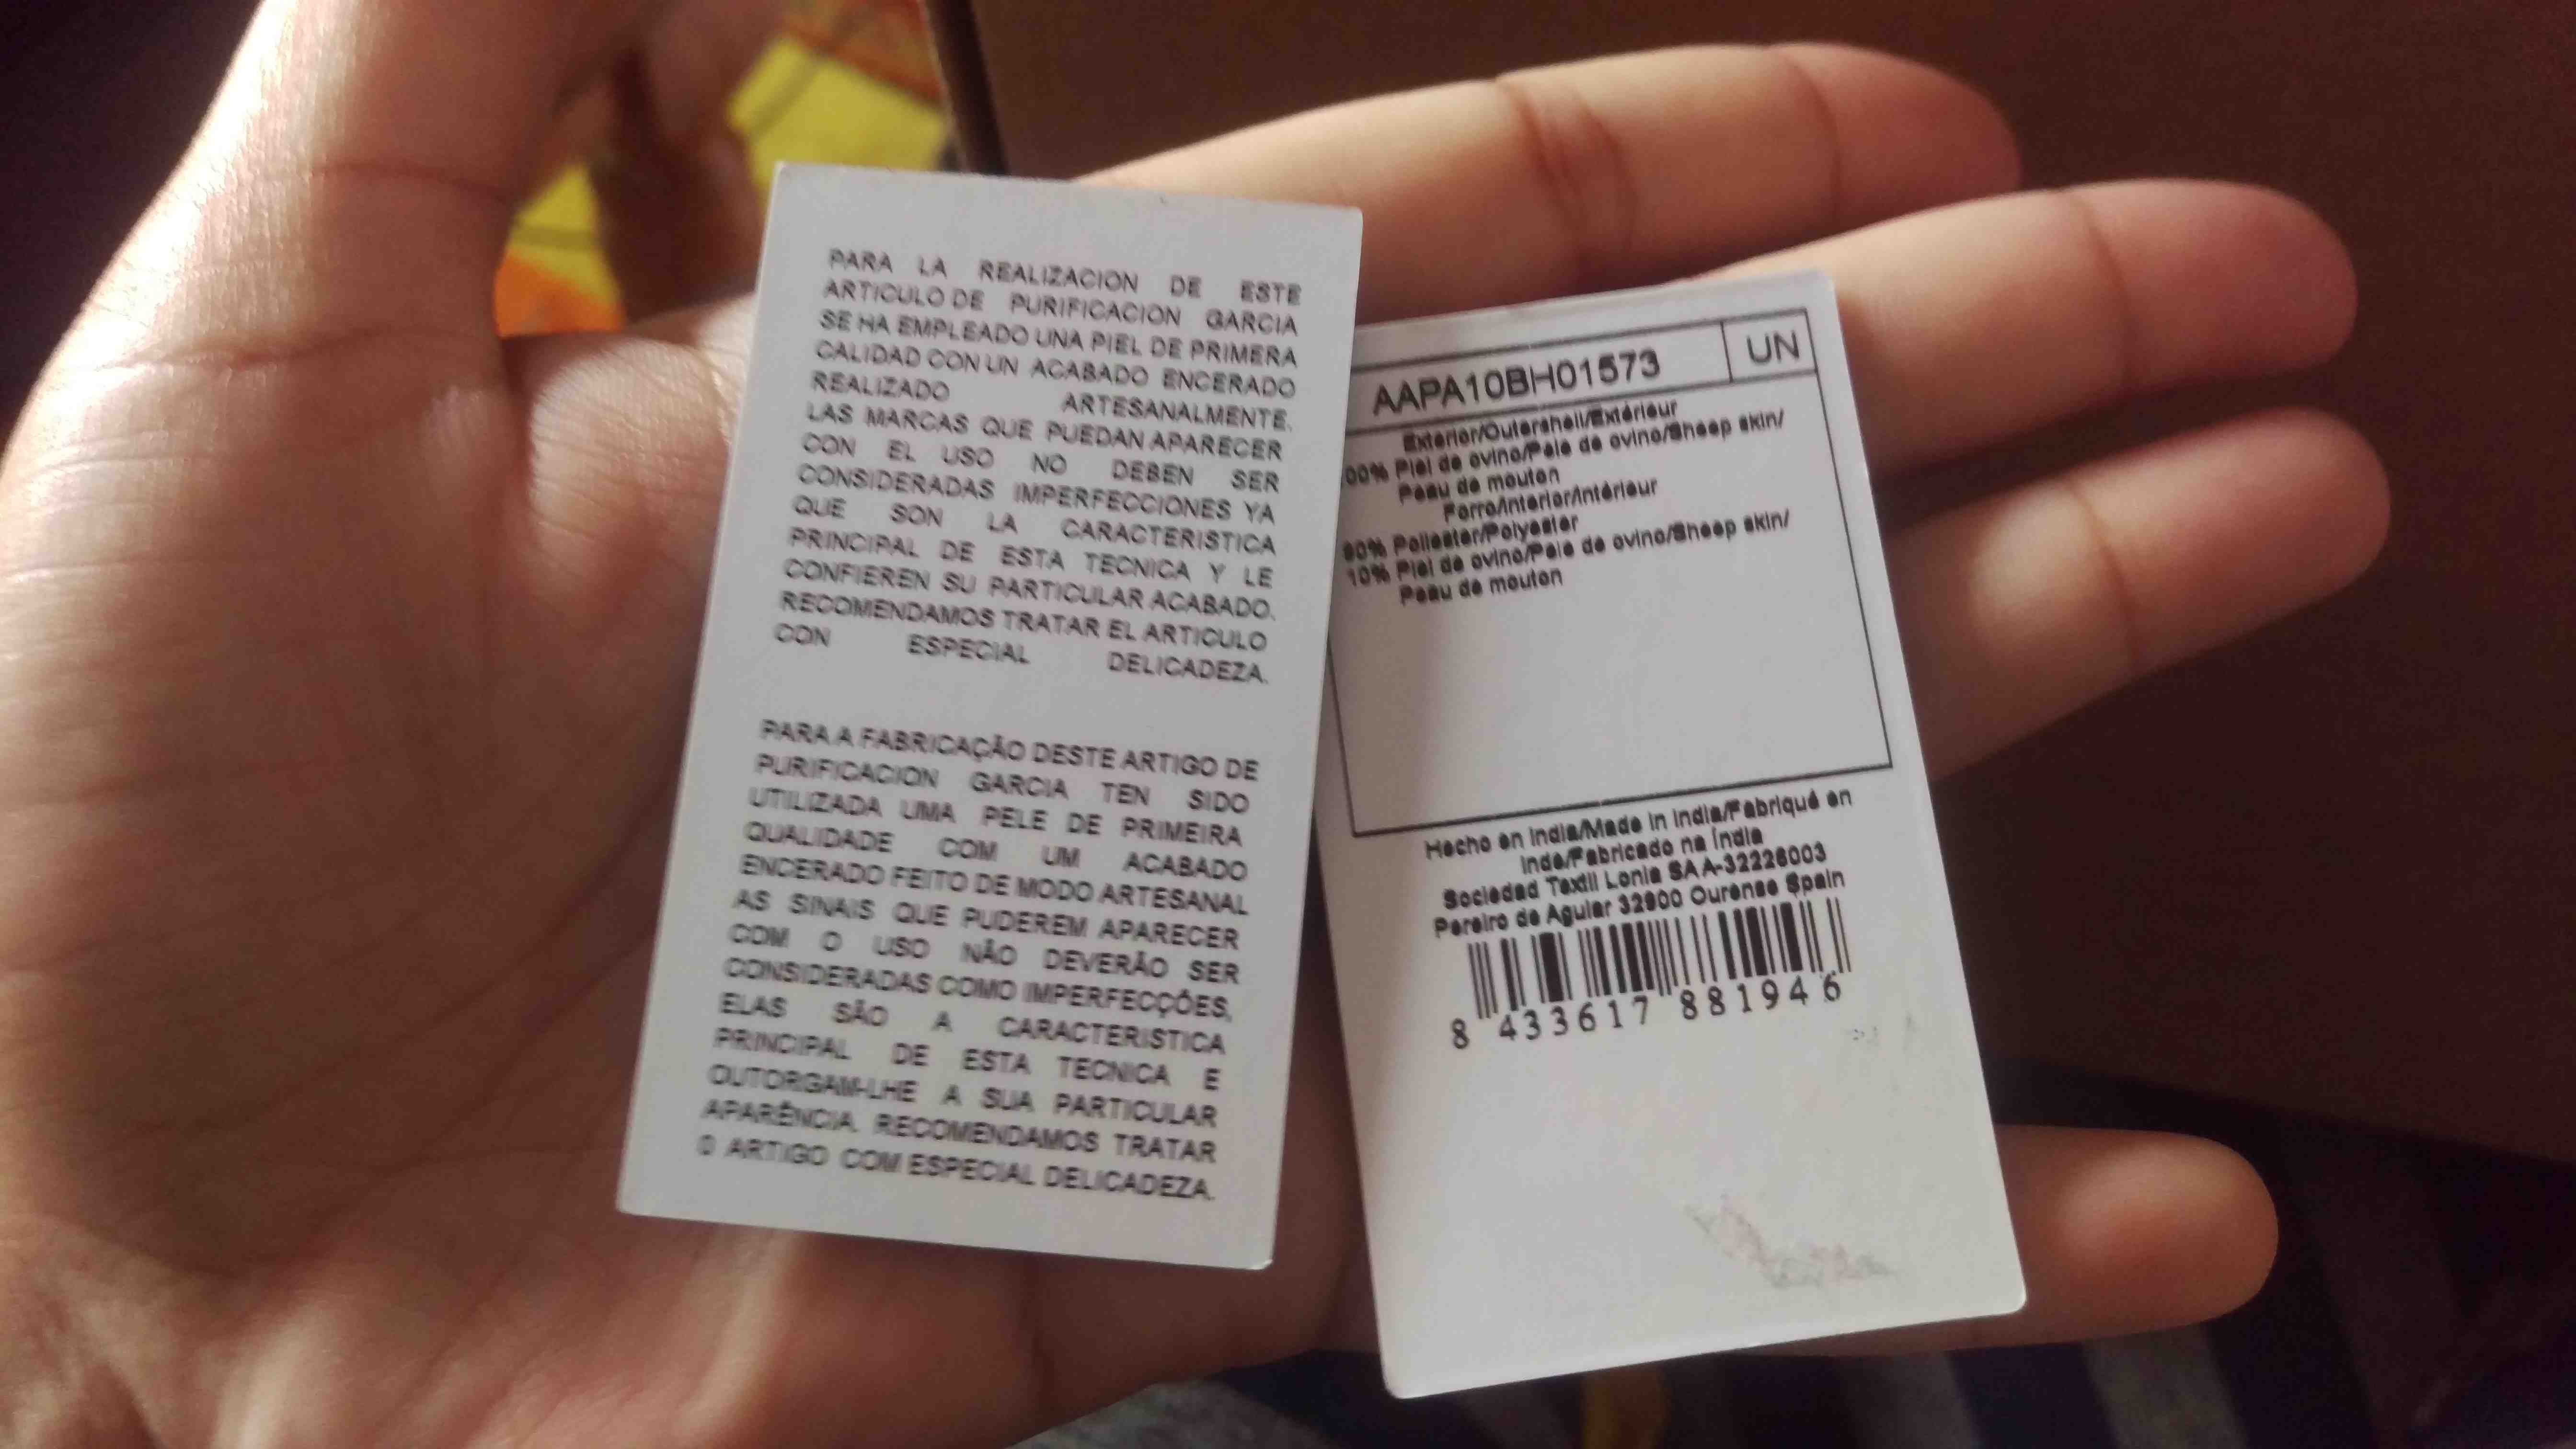 PARA LA REALIZACION DE ESTE
ARTICULO DE PURIFICACION GARCIA
SE HA EMPLEADO UNA PIEL DE PRIMERA
CALIDAD CON UN ACABADO ENCERADO
REALIZADO ARTESANALMENTE.
LAS MARCAS QUE PUEDAN APARECER
CON EL USO NO DEBEN SER
CONSIDERADAS IMPERFECCIONES YA
QUE SON LA CARACTERISTICA
PRINCIPAL DE ESTA TECNICA Y LE
CONFIEREN SU PARTICULAR ACABADO.
RECOMENDAMOS TRATAR EL ARTICULO
CON ESPECIAL DELICADEZA.
PARA A FABRICAÇÃO DESTE ARTIGO DE
PURIFICACION GARCIA TEN SIDO
UTILIZADA UMA PELE DE PRIMEIRA
QUALIDADE COM UM ACABADO
ENCERADO FEITO DE MODO ARTESANAL
AS SINAIS QUE PUDEREM APARECER
COM O USO NÃO DEVERÃO SER
CONSIDERADAS COMO IMPERFECÇÕES,
ELAS SÃO A CARACTERISTICA
PRINCIPAL DE ESTA TECNICA E
OUTORGAM-LHE A SUA PARTICULAR
APARÊNCIA. RECOMENDAMOS TRATAR
O ARTIGO COM ESPECIAL DELICADEZA.
AAPA10BH01573 UN
Exterior/Outershell/Extérieur
00% Piel de ovino/Pele de ovino/Sheep skin/
Peau de mouton
Forro/Interior/Intérieur
90% Poliester/Polyester
10% Piel de ovino/Pele de ovino/Sheep skin/
Peau de mouton
Hecho en India/Made in India/Fabriqué en
Inde/Fabricado na Índia
Sociedad Textil Lonia SA A-32226003
Pereiro de Aguiar 32900 Ourense Spain
8 433617 881946